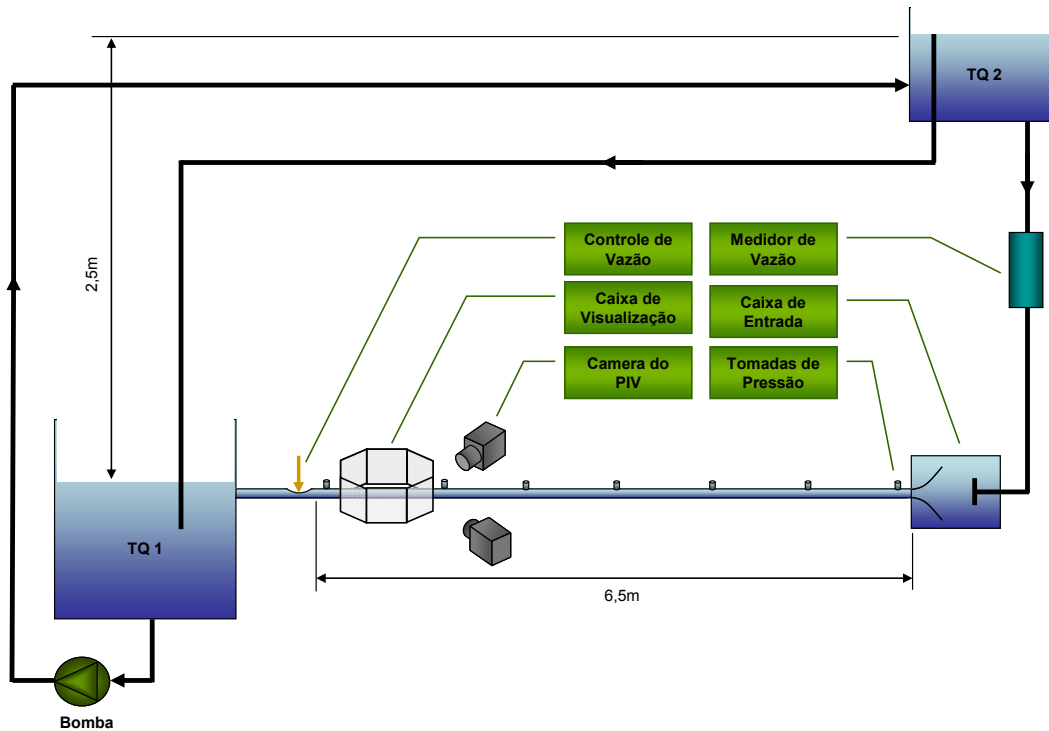 TQ 2
2,5m
Controle de
Vazão
Medidor de
Vazão
Caixa de
Visualização
Caixa de
Entrada
Camera do
PIV
Tomadas de
Pressão
TQ 1
6,5m
Bomba